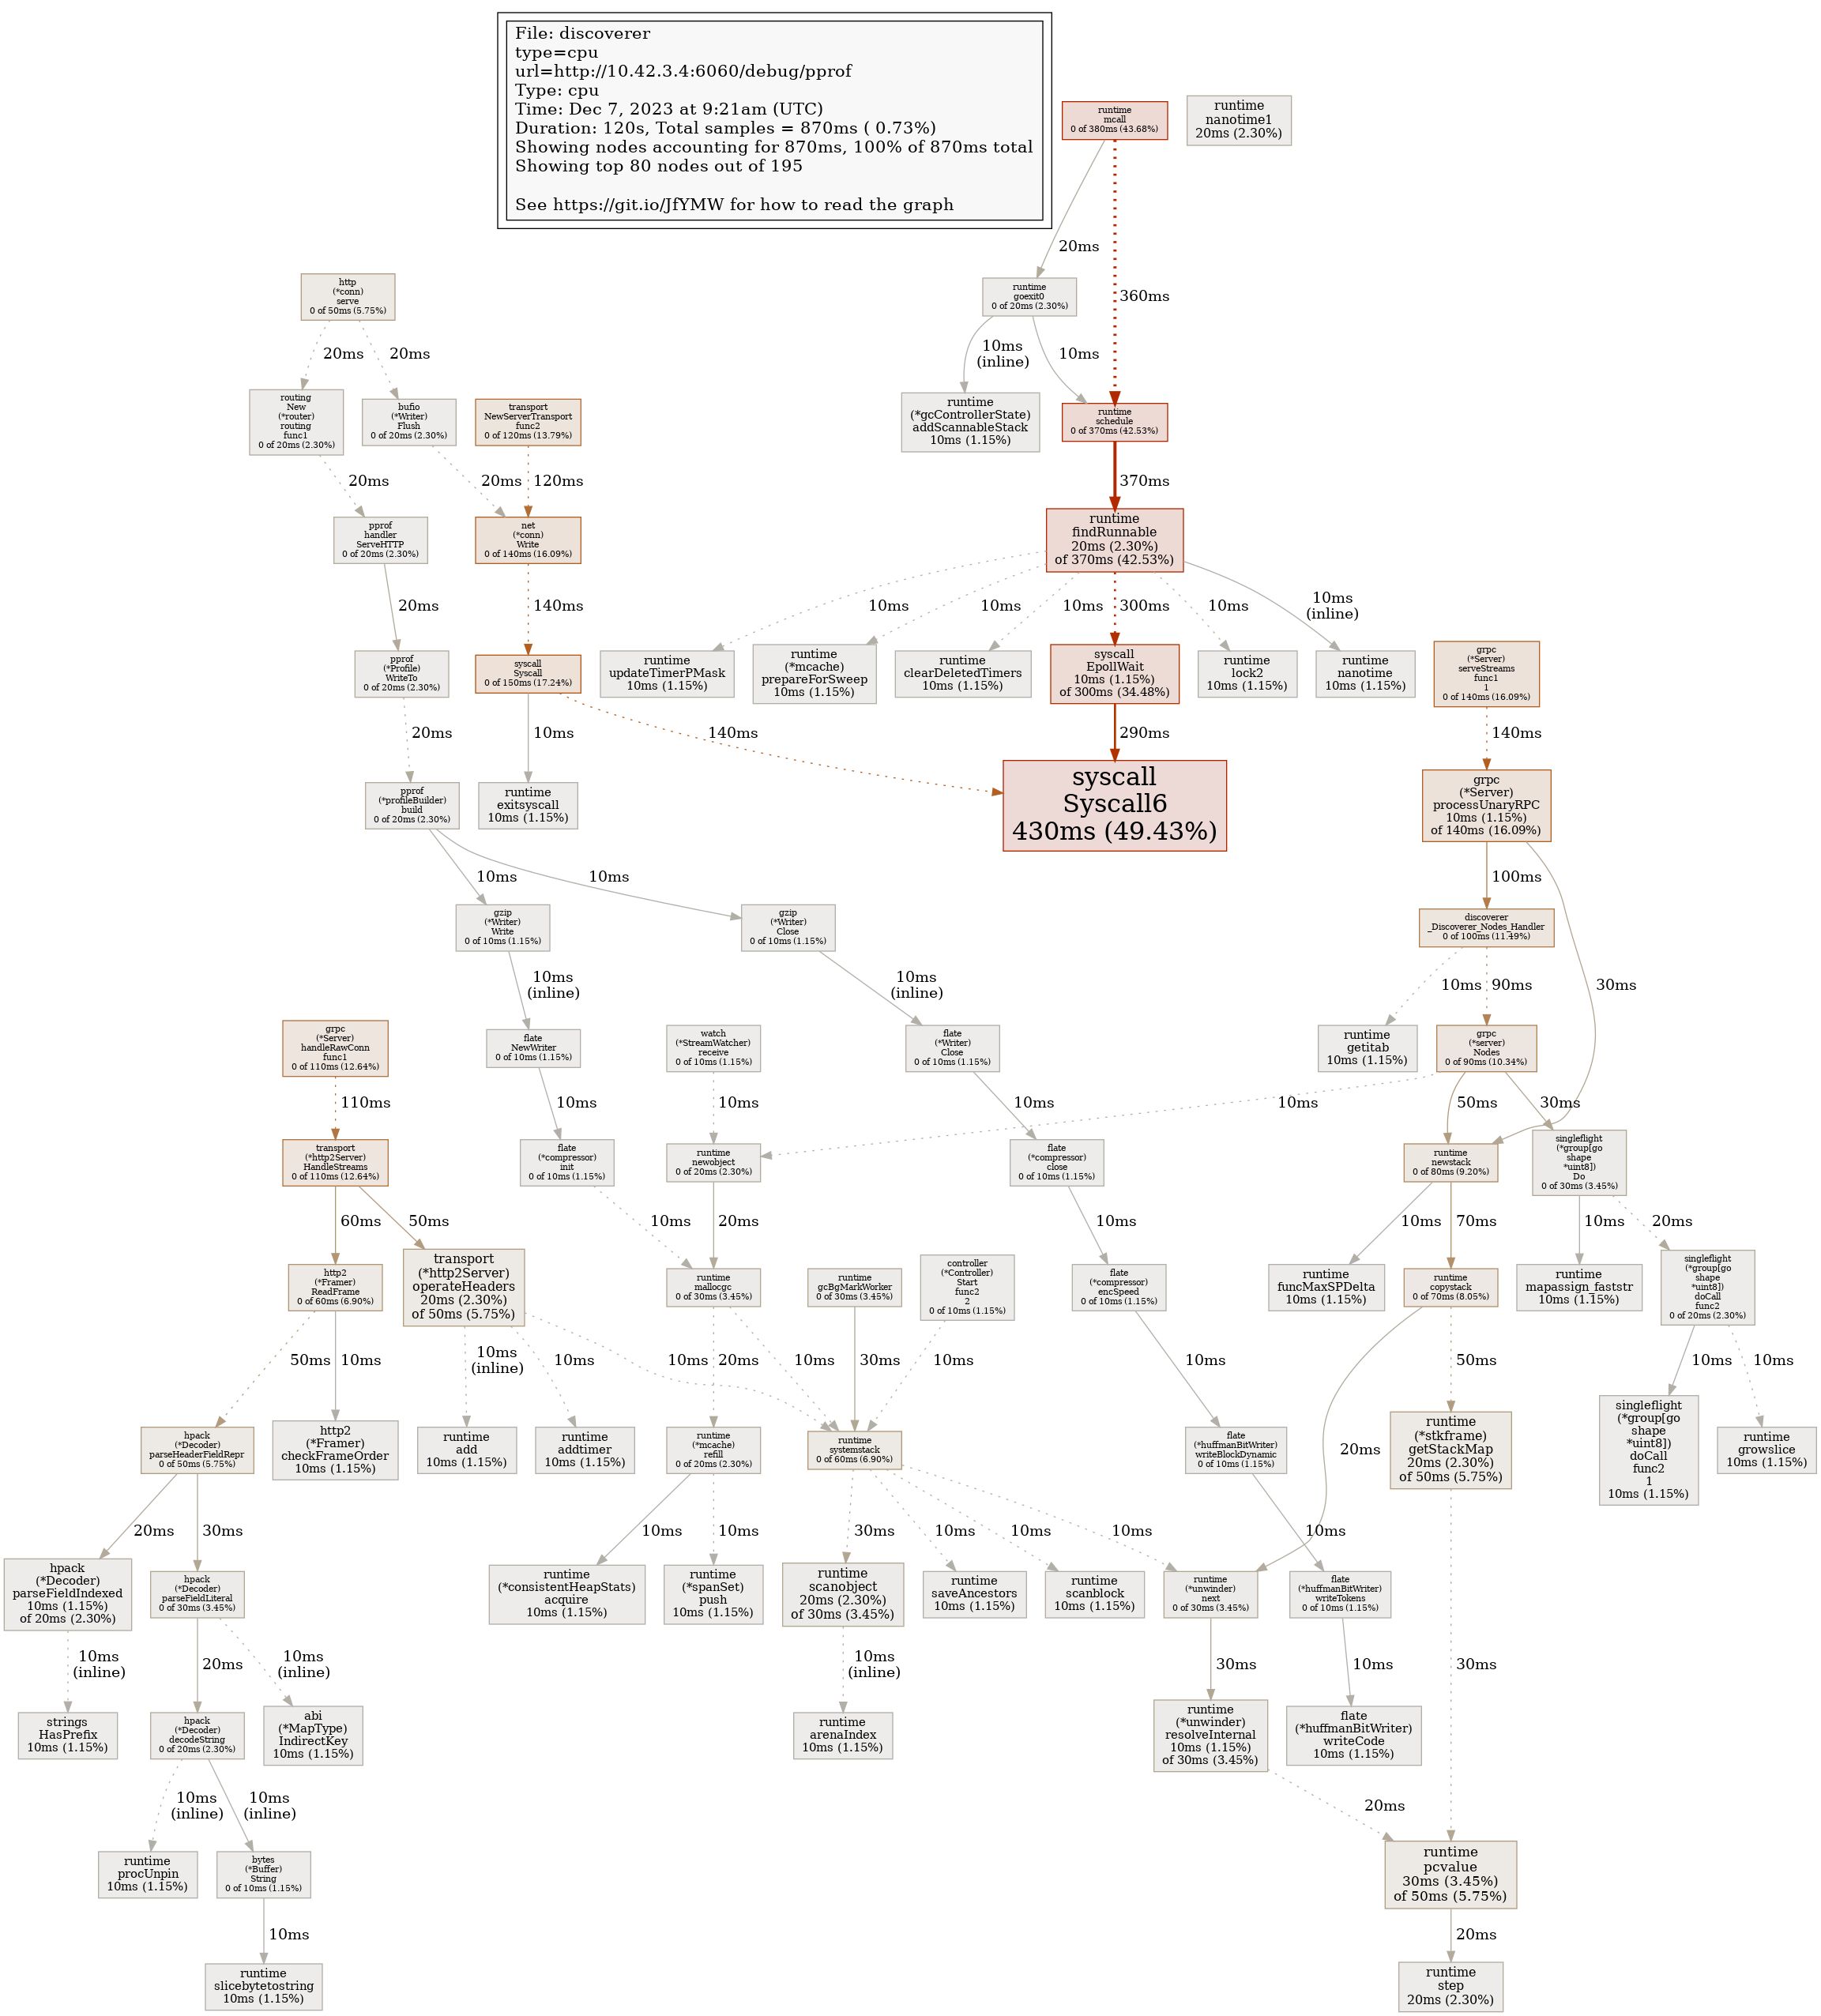 File: discoverer
type=cpu
url=http://10.42.3.4:6060/debug/pprof
Type: cpu
Time: Dec 7, 2023 at 9:21am (UTC)
Duration: 120s, Total samples = 870ms ( 0.73%)
Showing nodes accounting for 870ms, 100% of 870ms total
Showing top 80 nodes out of 195
See https://git.io/JfYMW for how to read the graph
runtime
mcall
0 of 380ms (43.68%)
runtime
nanotime1
20ms (2.30%)
20ms
360ms
http
(*conn)
serve
0 of 50ms (5.75%)
runtime
goexit0
0 of 20ms (2.30%)
20ms
20ms
10ms
(inline)
10ms
routing
New
(*router)
routing
func1
0 of 20ms (2.30%)
bufio
(*Writer)
Flush
0 of 20ms (2.30%)
transport
NewServerTransport
func2
0 of 120ms (13.79%)
runtime
(*gcControllerState)
addScannableStack
10ms (1.15%)
runtime
schedule
0 of 370ms (42.53%)
20ms
20ms
120ms
370ms
pprof
handler
ServeHTTP
0 of 20ms (2.30%)
net
(*conn)
Write
0 of 140ms (16.09%)
runtime
findRunnable
20ms (2.30%)
of 370ms (42.53%)
20ms
140ms
10ms
10ms
10ms
300ms
10ms
10ms
(inline)
pprof
(*Profile)
WriteTo
0 of 20ms (2.30%)
syscall
Syscall
0 of 150ms (17.24%)
runtime
updateTimerPMask
10ms (1.15%)
runtime
(*mcache)
prepareForSweep
10ms (1.15%)
runtime
clearDeletedTimers
10ms (1.15%)
syscall
EpollWait
10ms (1.15%)
of 300ms (34.48%)
runtime
lock2
10ms (1.15%)
runtime
nanotime
10ms (1.15%)
grpc
(*Server)
serveStreams
func1
1
0 of 140ms (16.09%)
20ms
10ms
140ms
290ms
140ms
pprof
(*profileBuilder)
build
0 of 20ms (2.30%)
runtime
exitsyscall
10ms (1.15%)
syscall
Syscall6
430ms (49.43%)
grpc
(*Server)
processUnaryRPC
10ms (1.15%)
of 140ms (16.09%)
10ms
10ms
100ms
30ms
gzip
(*Writer)
Write
0 of 10ms (1.15%)
gzip
(*Writer)
Close
0 of 10ms (1.15%)
discoverer
_Discoverer_Nodes_Handler
0 of 100ms (11.49%)
10ms
(inline)
10ms
(inline)
10ms
90ms
grpc
(*Server)
handleRawConn
func1
0 of 110ms (12.64%)
flate
NewWriter
0 of 10ms (1.15%)
watch
(*StreamWatcher)
receive
0 of 10ms (1.15%)
flate
(*Writer)
Close
0 of 10ms (1.15%)
runtime
getitab
10ms (1.15%)
grpc
(*server)
Nodes
0 of 90ms (10.34%)
110ms
10ms
10ms
10ms
10ms
50ms
30ms
transport
(*http2Server)
HandleStreams
0 of 110ms (12.64%)
flate
(*compressor)
init
0 of 10ms (1.15%)
runtime
newobject
0 of 20ms (2.30%)
flate
(*compressor)
close
0 of 10ms (1.15%)
runtime
newstack
0 of 80ms (9.20%)
singleflight
(*group[go
shape
*uint8])
Do
0 of 30ms (3.45%)
60ms
50ms
10ms
20ms
10ms
10ms
70ms
10ms
20ms
http2
(*Framer)
ReadFrame
0 of 60ms (6.90%)
transport
(*http2Server)
operateHeaders
20ms (2.30%)
of 50ms (5.75%)
runtime
mallocgc
0 of 30ms (3.45%)
runtime
gcBgMarkWorker
0 of 30ms (3.45%)
controller
(*Controller)
Start
func2
2
0 of 10ms (1.15%)
flate
(*compressor)
encSpeed
0 of 10ms (1.15%)
runtime
funcMaxSPDelta
10ms (1.15%)
runtime
copystack
0 of 70ms (8.05%)
runtime
mapassign_faststr
10ms (1.15%)
singleflight
(*group[go
shape
*uint8])
doCall
func2
0 of 20ms (2.30%)
50ms
10ms
10ms
(inline)
10ms
10ms
20ms
10ms
30ms
10ms
10ms
20ms
50ms
10ms
10ms
hpack
(*Decoder)
parseHeaderFieldRepr
0 of 50ms (5.75%)
http2
(*Framer)
checkFrameOrder
10ms (1.15%)
runtime
add
10ms (1.15%)
runtime
addtimer
10ms (1.15%)
runtime
(*mcache)
refill
0 of 20ms (2.30%)
runtime
systemstack
0 of 60ms (6.90%)
flate
(*huffmanBitWriter)
writeBlockDynamic
0 of 10ms (1.15%)
runtime
(*stkframe)
getStackMap
20ms (2.30%)
of 50ms (5.75%)
singleflight
(*group[go
shape
*uint8])
doCall
func2
1
10ms (1.15%)
runtime
growslice
10ms (1.15%)
20ms
30ms
10ms
10ms
30ms
10ms
10ms
10ms
10ms
30ms
hpack
(*Decoder)
parseFieldIndexed
10ms (1.15%)
of 20ms (2.30%)
hpack
(*Decoder)
parseFieldLiteral
0 of 30ms (3.45%)
runtime
(*consistentHeapStats)
acquire
10ms (1.15%)
runtime
(*spanSet)
push
10ms (1.15%)
runtime
scanobject
20ms (2.30%)
of 30ms (3.45%)
runtime
saveAncestors
10ms (1.15%)
runtime
scanblock
10ms (1.15%)
runtime
(*unwinder)
next
0 of 30ms (3.45%)
flate
(*huffmanBitWriter)
writeTokens
0 of 10ms (1.15%)
10ms
(inline)
20ms
10ms
(inline)
10ms
(inline)
30ms
10ms
strings
HasPrefix
10ms (1.15%)
hpack
(*Decoder)
decodeString
0 of 20ms (2.30%)
abi
(*MapType)
IndirectKey
10ms (1.15%)
runtime
arenaIndex
10ms (1.15%)
runtime
(*unwinder)
resolveInternal
10ms (1.15%)
of 30ms (3.45%)
flate
(*huffmanBitWriter)
writeCode
10ms (1.15%)
10ms
(inline)
10ms
(inline)
20ms
runtime
procUnpin
10ms (1.15%)
bytes
(*Buffer)
String
0 of 10ms (1.15%)
runtime
pcvalue
30ms (3.45%)
of 50ms (5.75%)
10ms
20ms
runtime
slicebytetostring
10ms (1.15%)
runtime
step
20ms (2.30%)